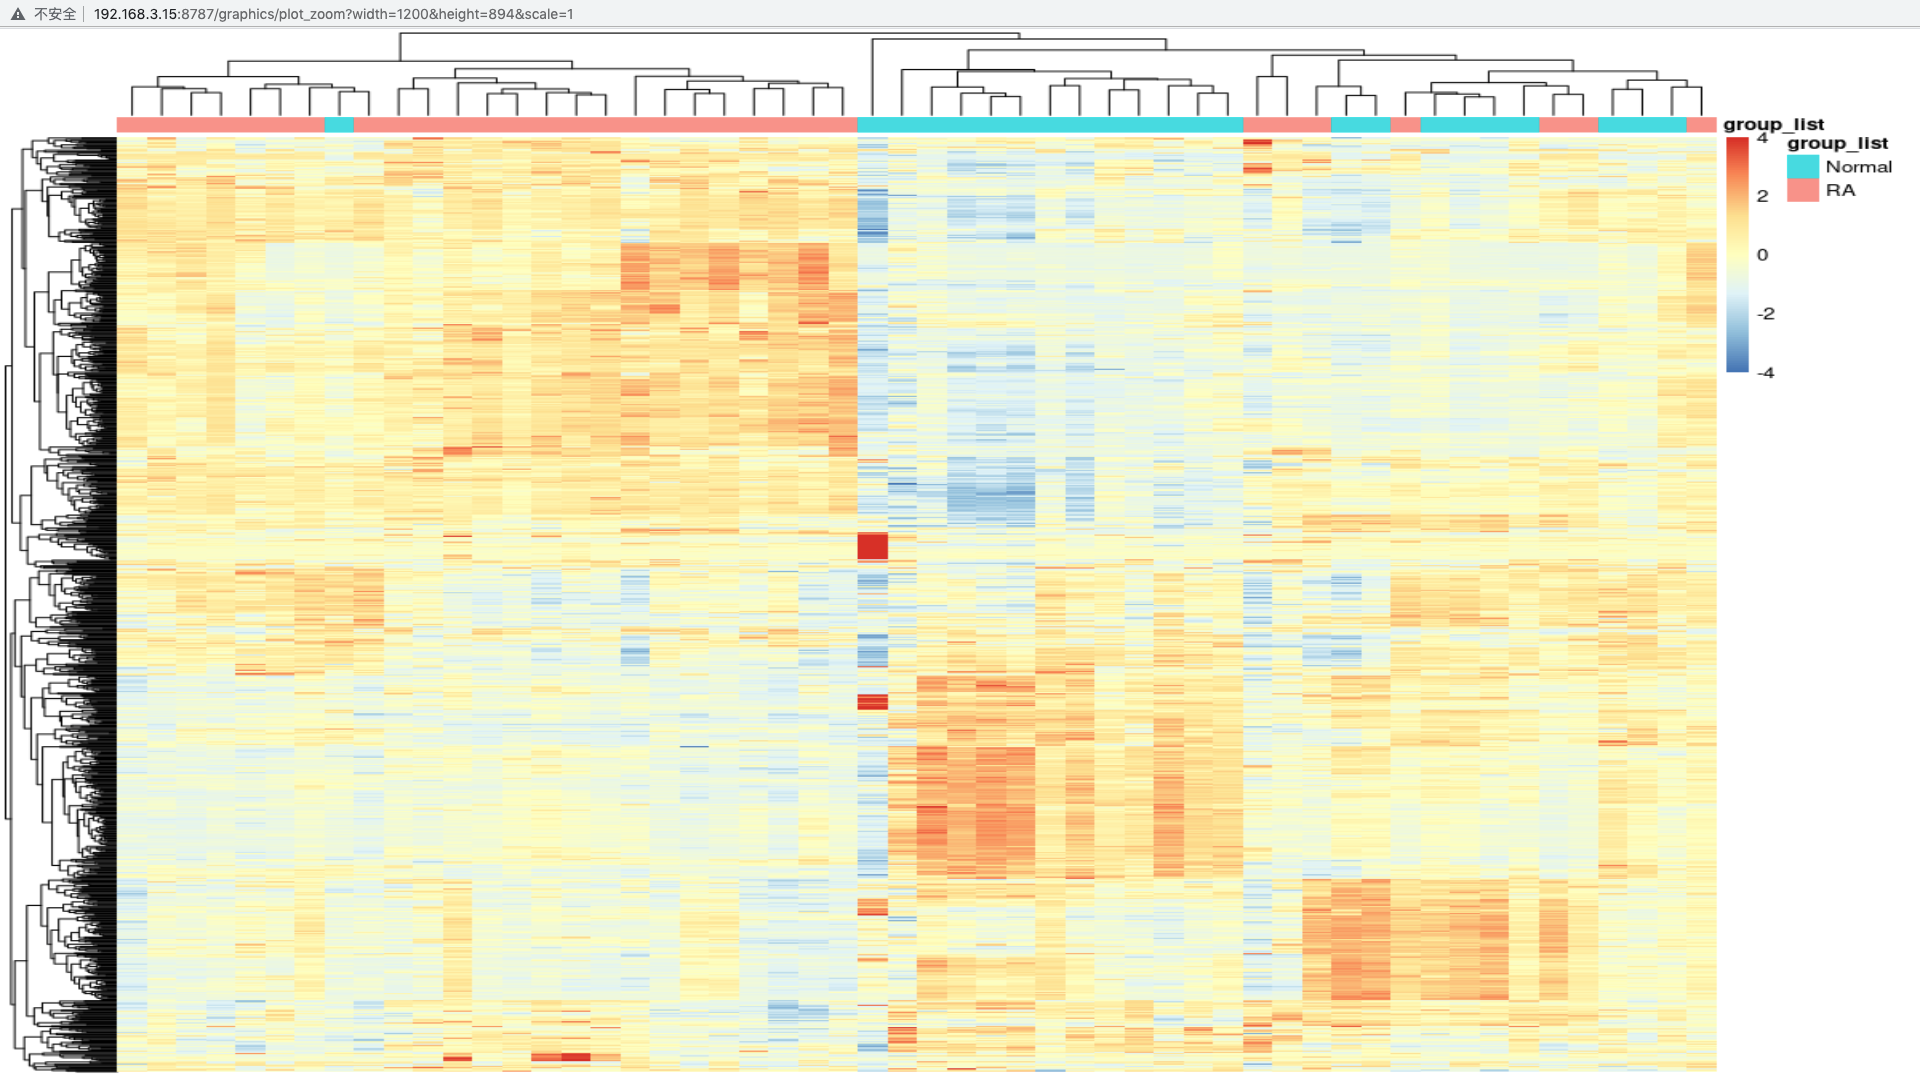 不安全 192.168.3.15:8787/graphics/plot_zoom?width=1200&height=894&scale=1
group_list
4
2
0
-2
-4
group_list
Normal
RA